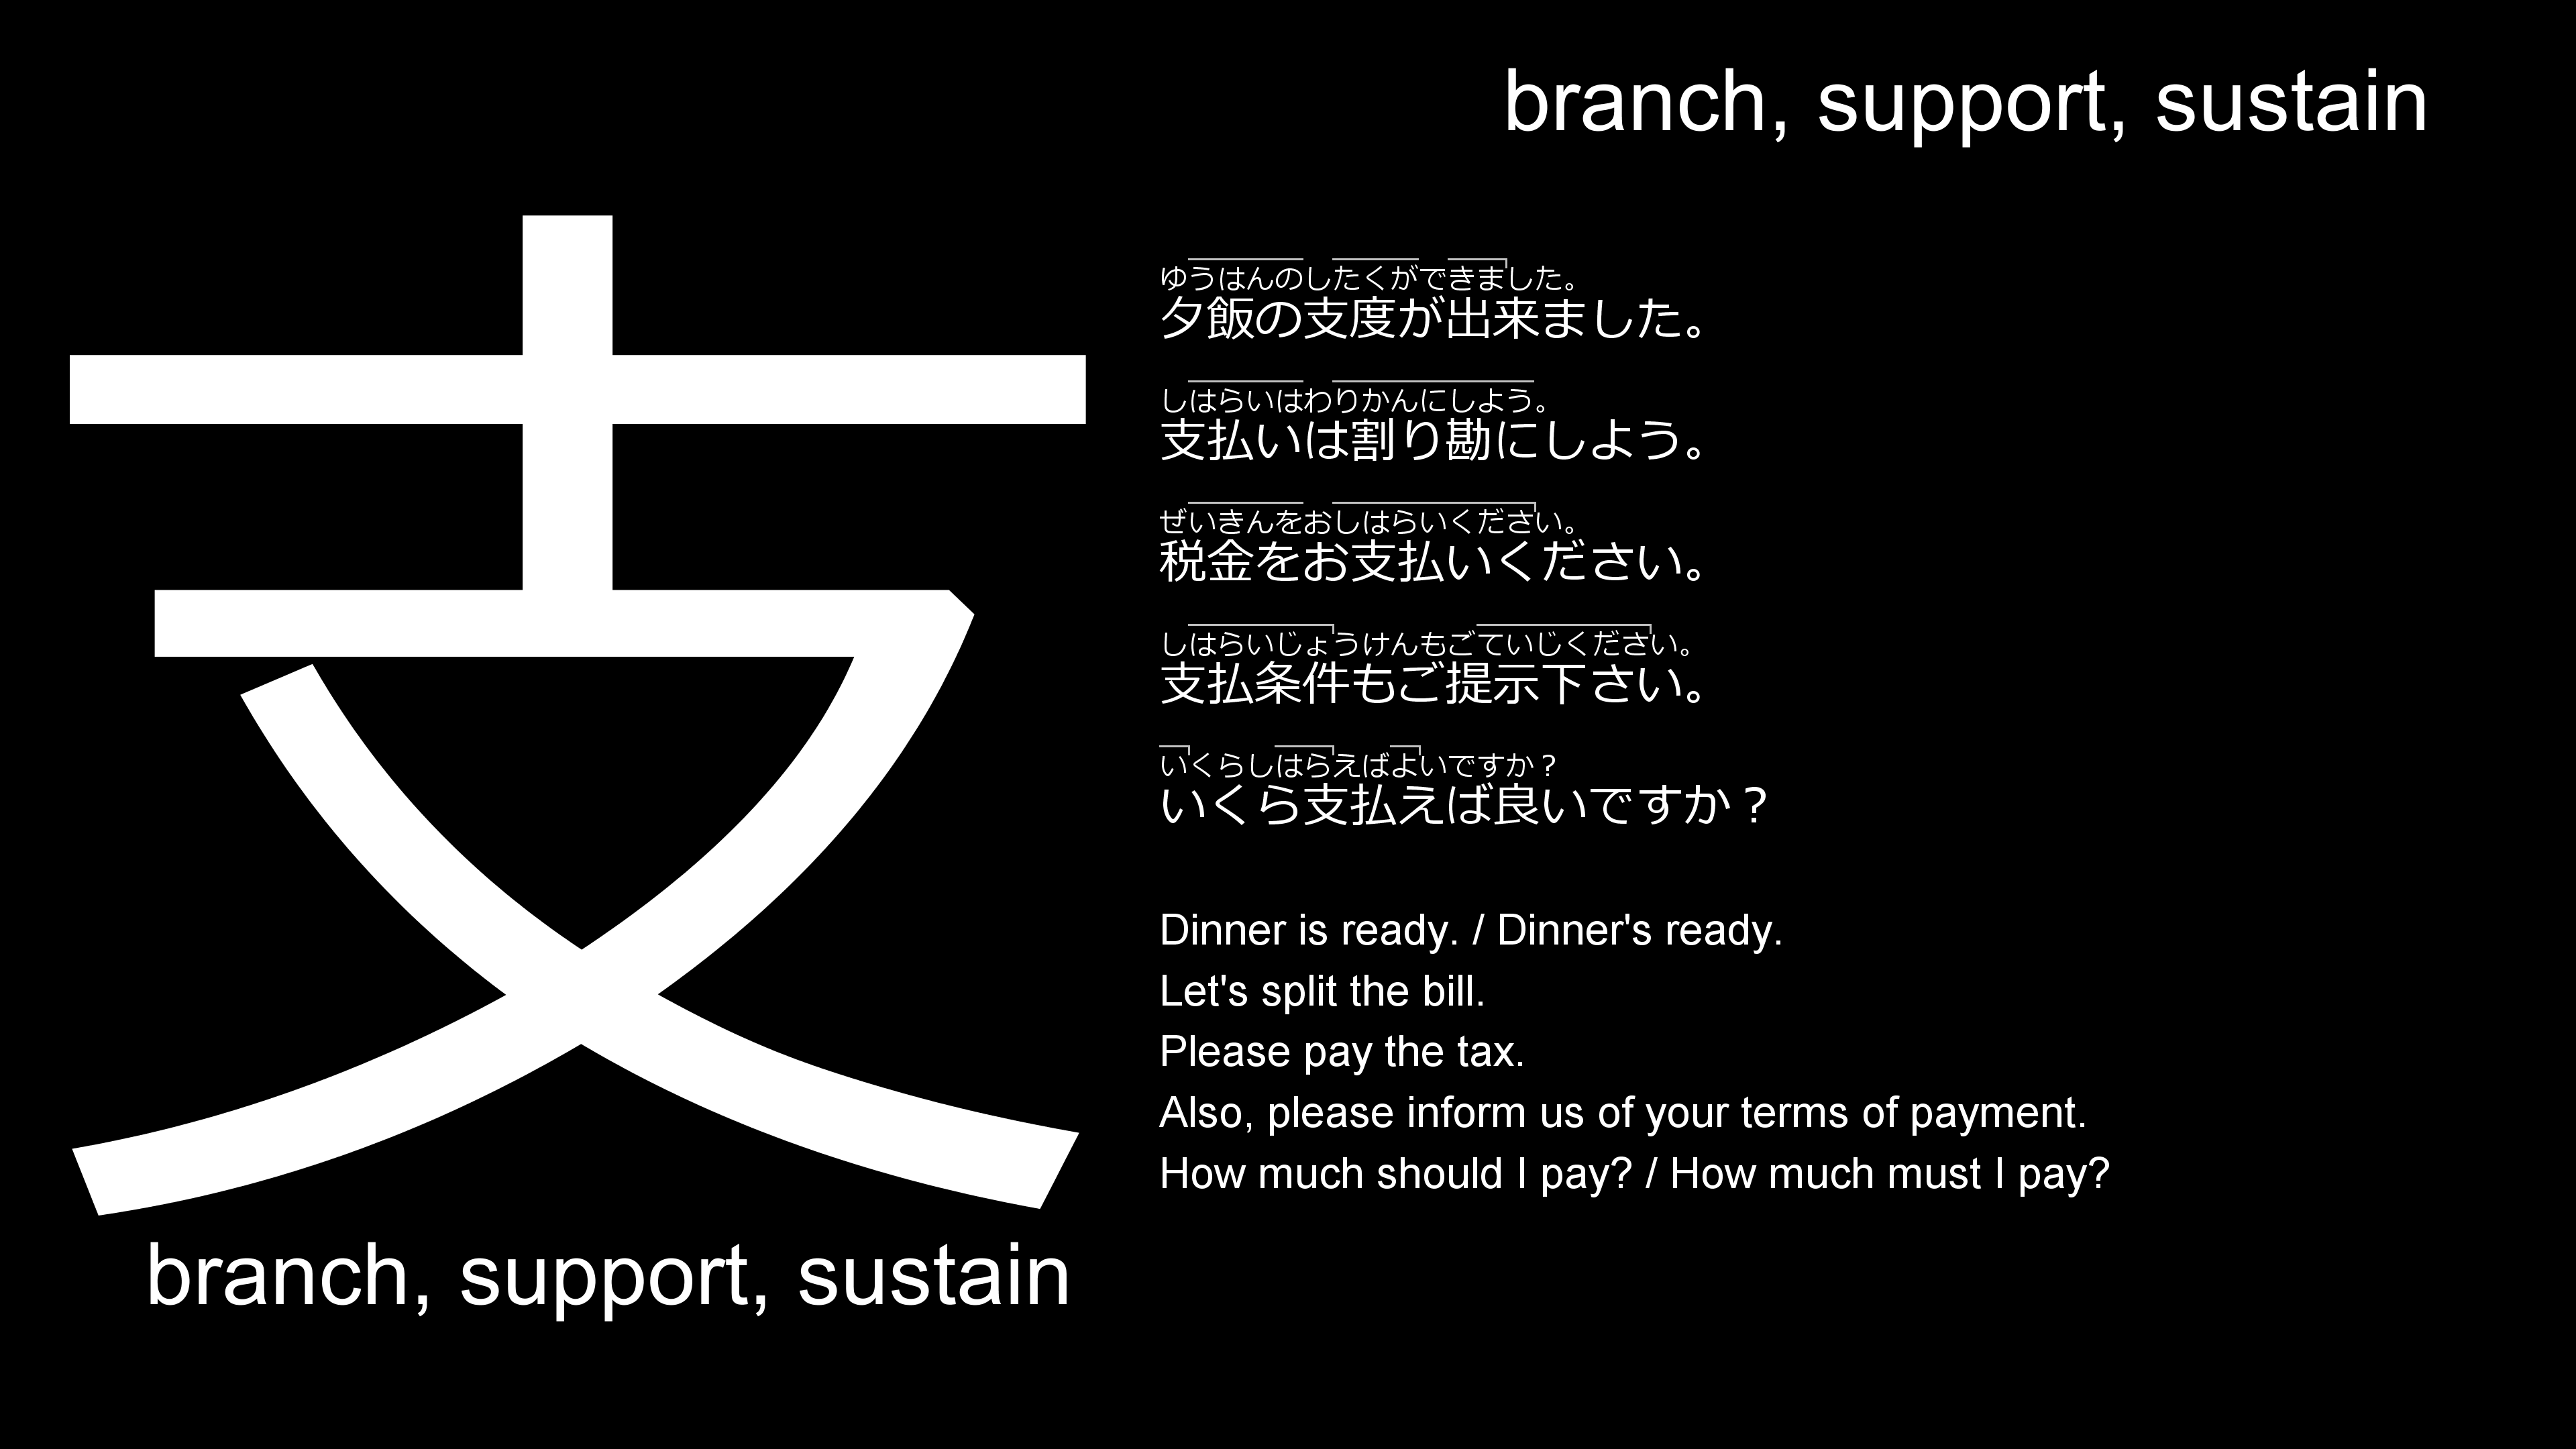 branch, support, sustain
支
branch, support, sustain
ゆうはんのしたくができました。
夕飯の支度が出来ました。
しはらいはわりかんにしよう。
支払いは割り勘にしよう。
ぜいきんをおしはらいください。
税金をお支払いください。
しはらいじょうけんもごていじください。
支払条件もご提示下さい。
いくらしはらえばよいですか？
いくら支払えば良いですか？
Dinner is ready. / Dinner's ready.
Let's split the bill.
Please pay the tax.
Also, please inform us of your terms of payment.
How much should I pay? / How much must I pay?